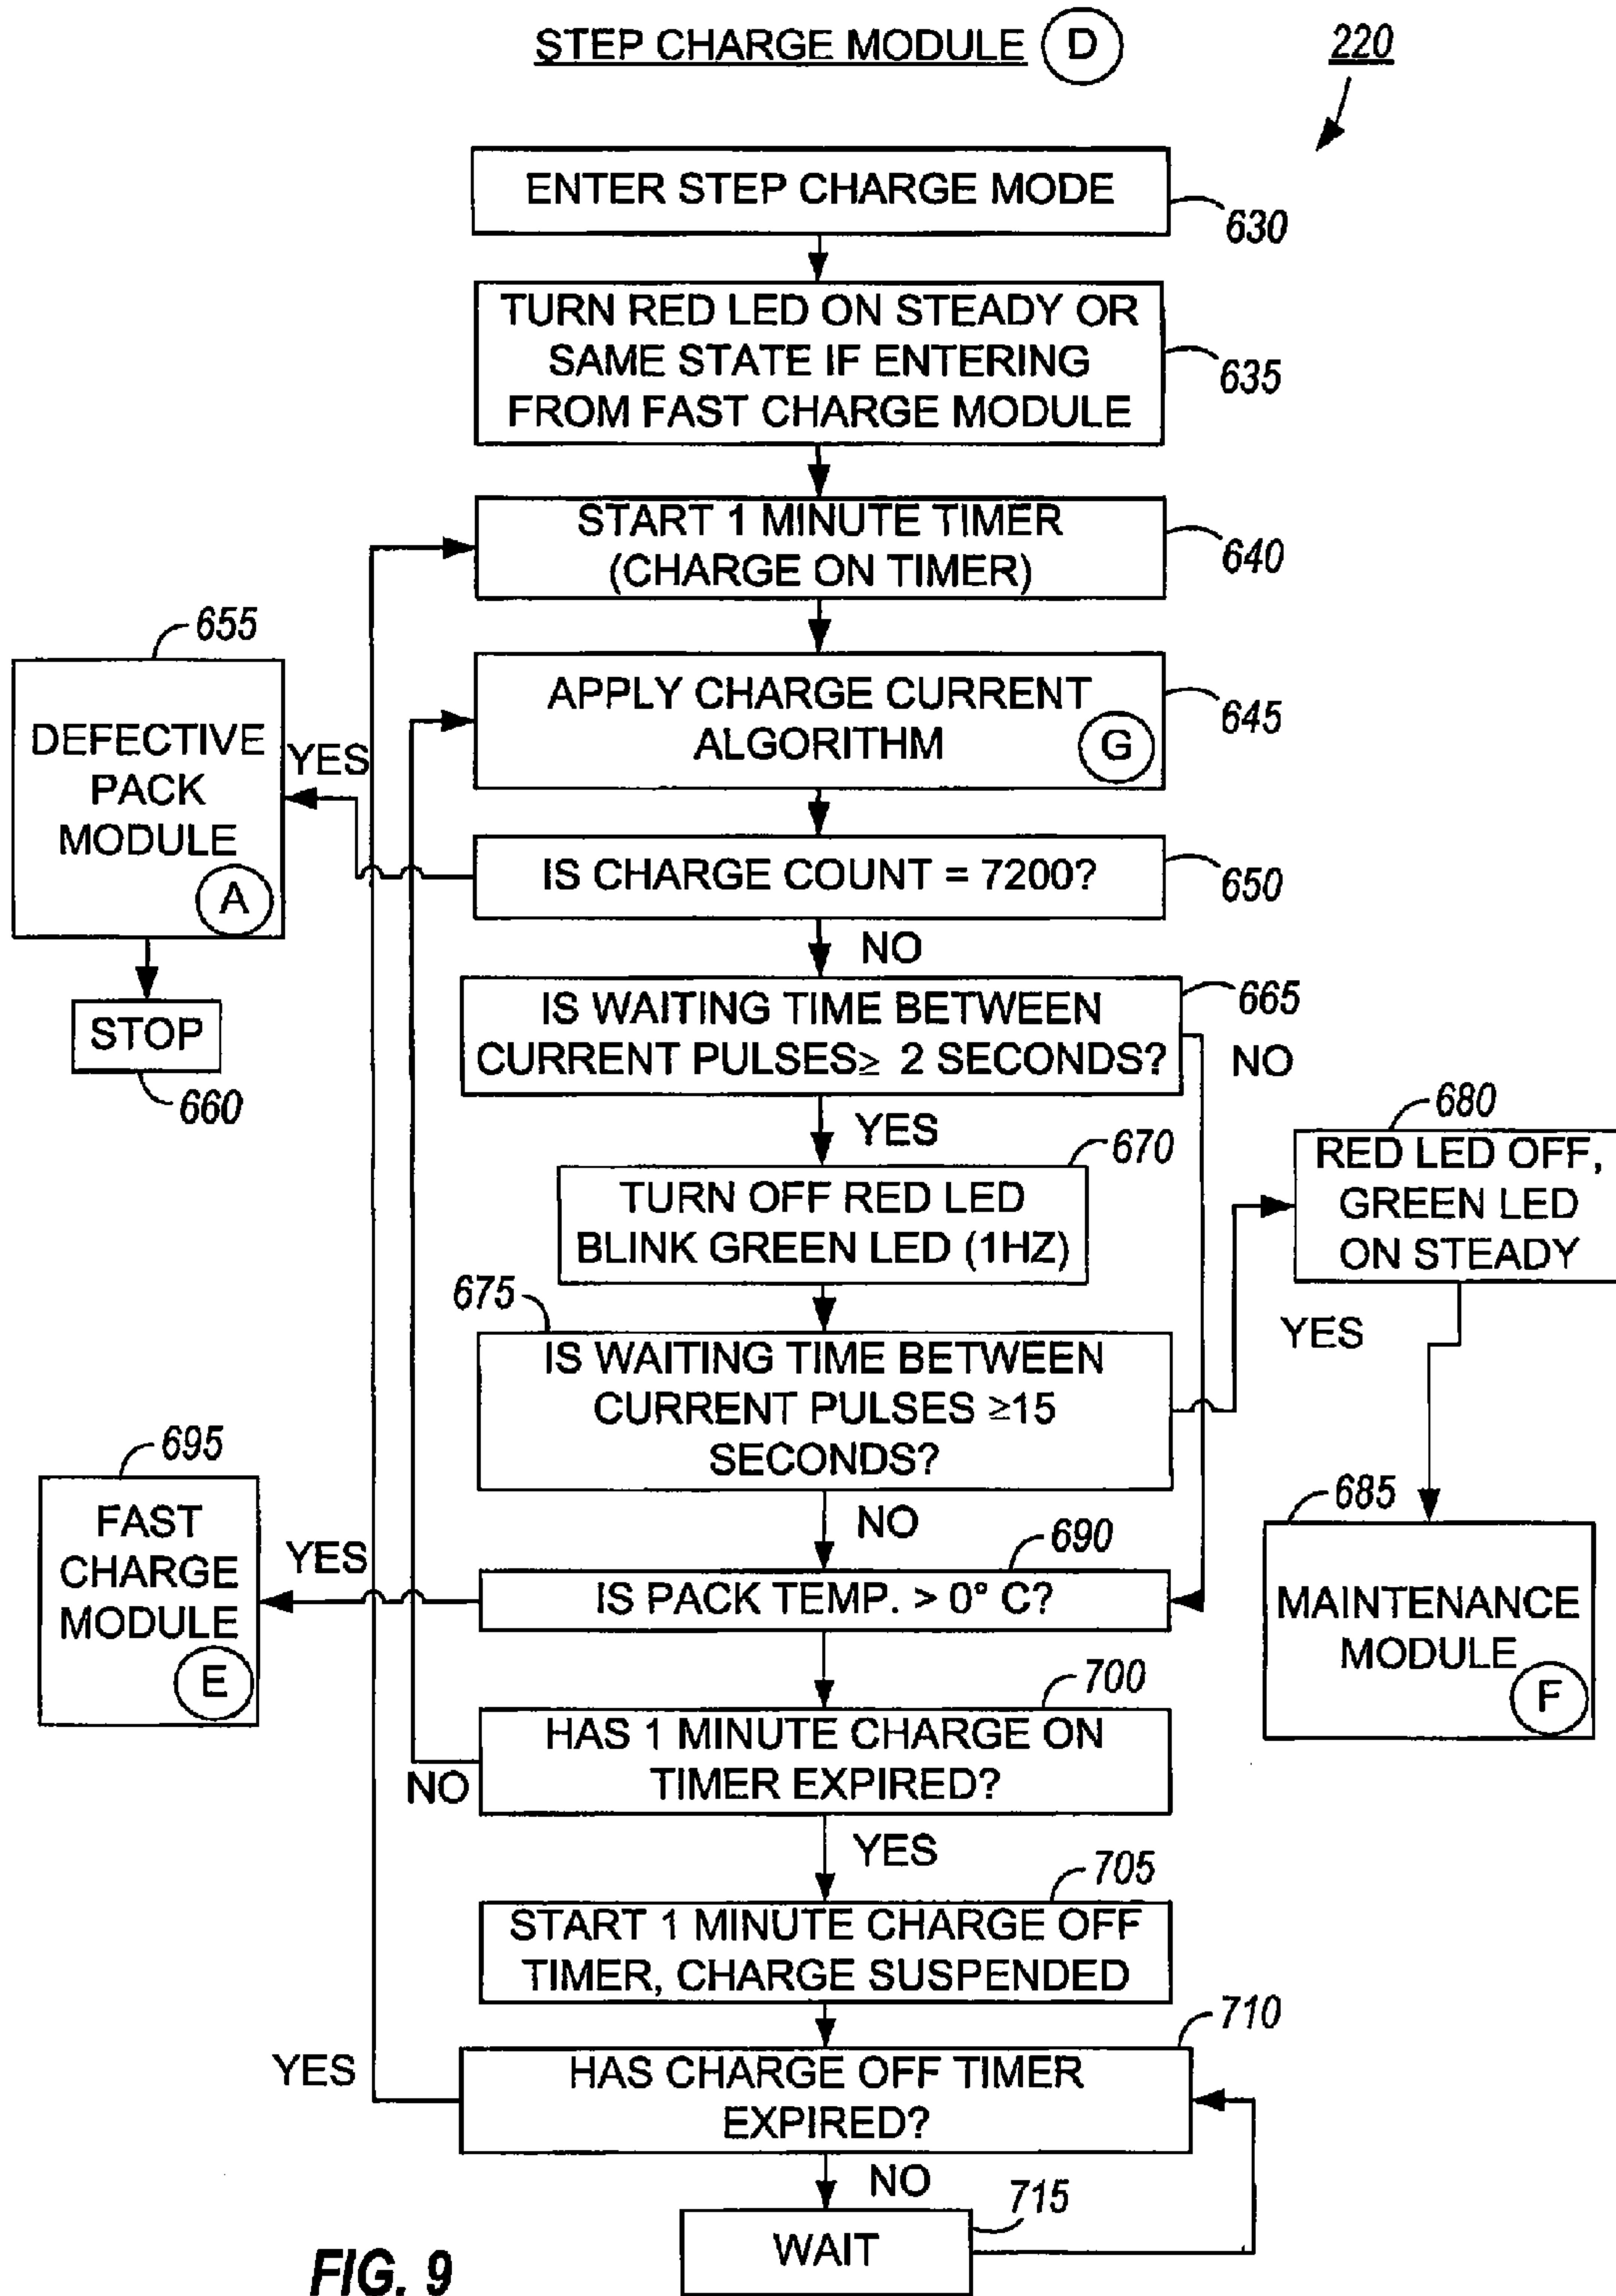 STEP CHARGE MODULE D
220
ENTER STEP CHARGE MODE
630
TURN RED LED ON STEADY OR
SAME STATE IF ENTERING
FROM FAST CHARGE MODULE
635
START 1 MINUTE TIMER
(CHARGE ON TIMER)
640
655
DEFECTIVE
PACK
MODULE
A
YES
APPLY CHARGE CURRENT
ALGORITHM
G
645
IS CHARGE COUNT = 7200?
650
NO
STOP
660
IS WAITING TIME BETWEEN
CURRENT PULSES≥ 2 SECONDS?
665
NO
YES
670
TURN OFF RED LED
BLINK GREEN LED (1HZ)
680
RED LED OFF,
GREEN LED
ON STEADY
YES
675
IS WAITING TIME BETWEEN
CURRENT PULSES ≥15
SECONDS?
NO
685
MAINTENANCE
MODULE
F
695
FAST
CHARGE
MODULE
E
YES
690
IS PACK TEMP. > 0° C?
700
HAS 1 MINUTE CHARGE ON
TIMER EXPIRED?
NO
YES
705
START 1 MINUTE CHARGE OFF
TIMER, CHARGE SUSPENDED
710
HAS CHARGE OFF TIMER
EXPIRED?
YES
NO
715
WAIT
FIG. 9